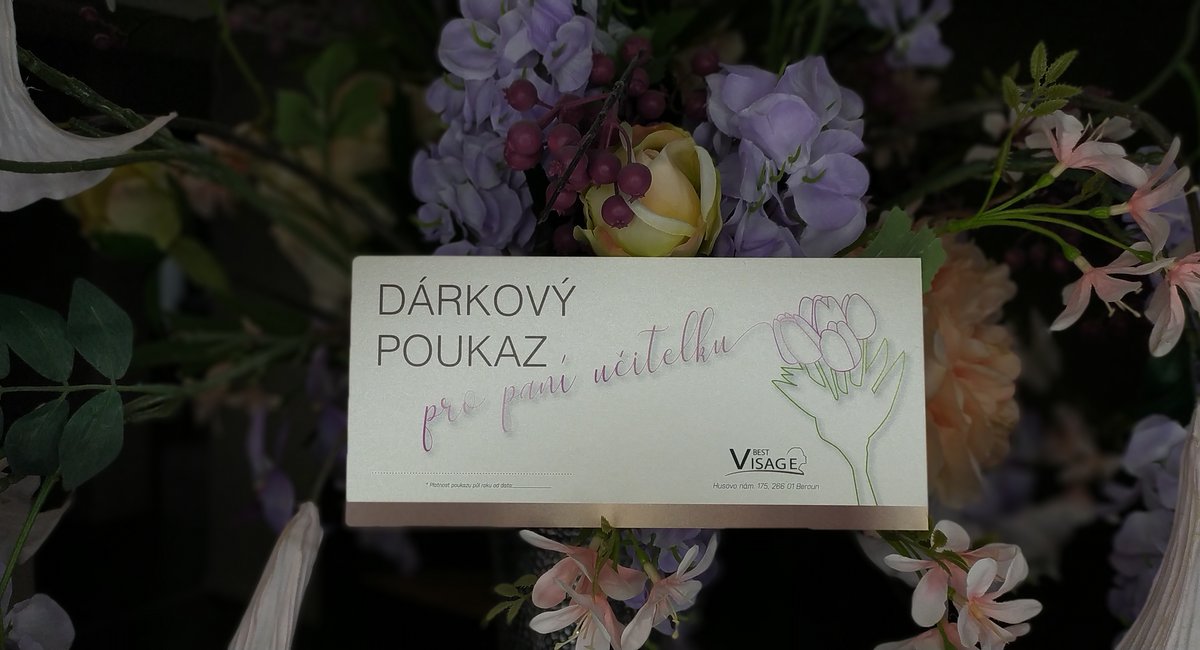 DÁRKOVÝ
POUKAZ
pro paní učitelku
BEST
VISAGE
* Platnost poukazu půl roku od data:
Husovo nám. 175, 266 01 Beroun